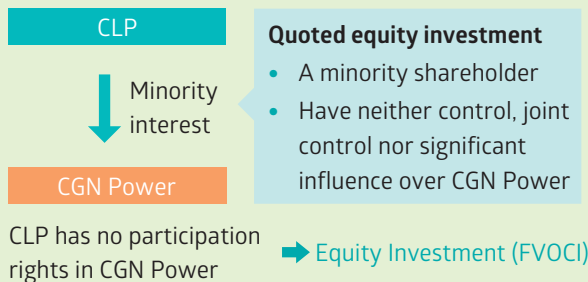 CLP
Minority
interest
CGN Power
Quoted equity investment
• A minority shareholder
• Have neither control, joint
control nor significant
influence over CGN Power
CLP has no participation
rights in CGN Power
Equity Investment (FVOCI)